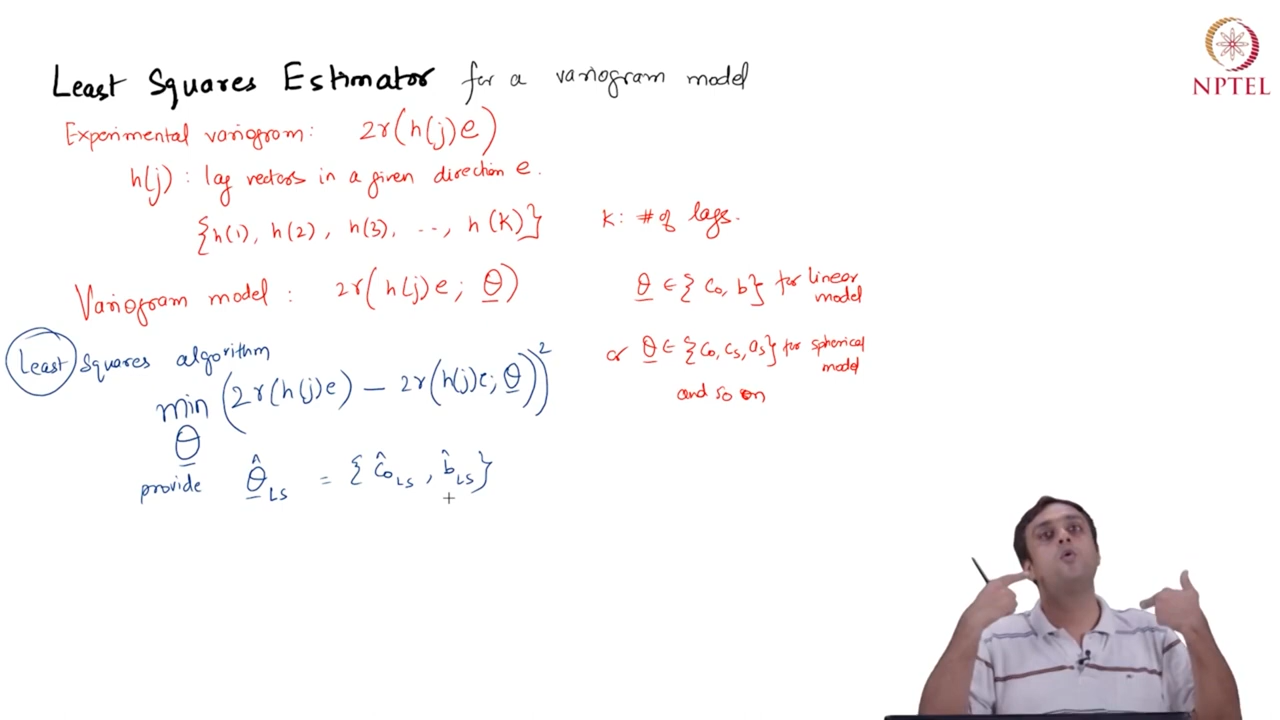 Least Squares Estimator for a variogram model
NPTEL
Experimental variogram: 2γ(h(j)e)
h(j): lag vectors in a given direction e.
{h(1), h(2), h(3), .., h(K)} K: # of lags.
Variogram model: 2γ(h(j)e; θ) θ ∈ {C₀, b} for linear model
Least Squares algorithm or θ ∈ {C₀, Cs, as} for spherical model
and so on
min θ (2γ(h(j)e) − 2γ(h(j)e; θ))²
provide θ̂ LS = {Ĉ₀ LS, b̂ LS}